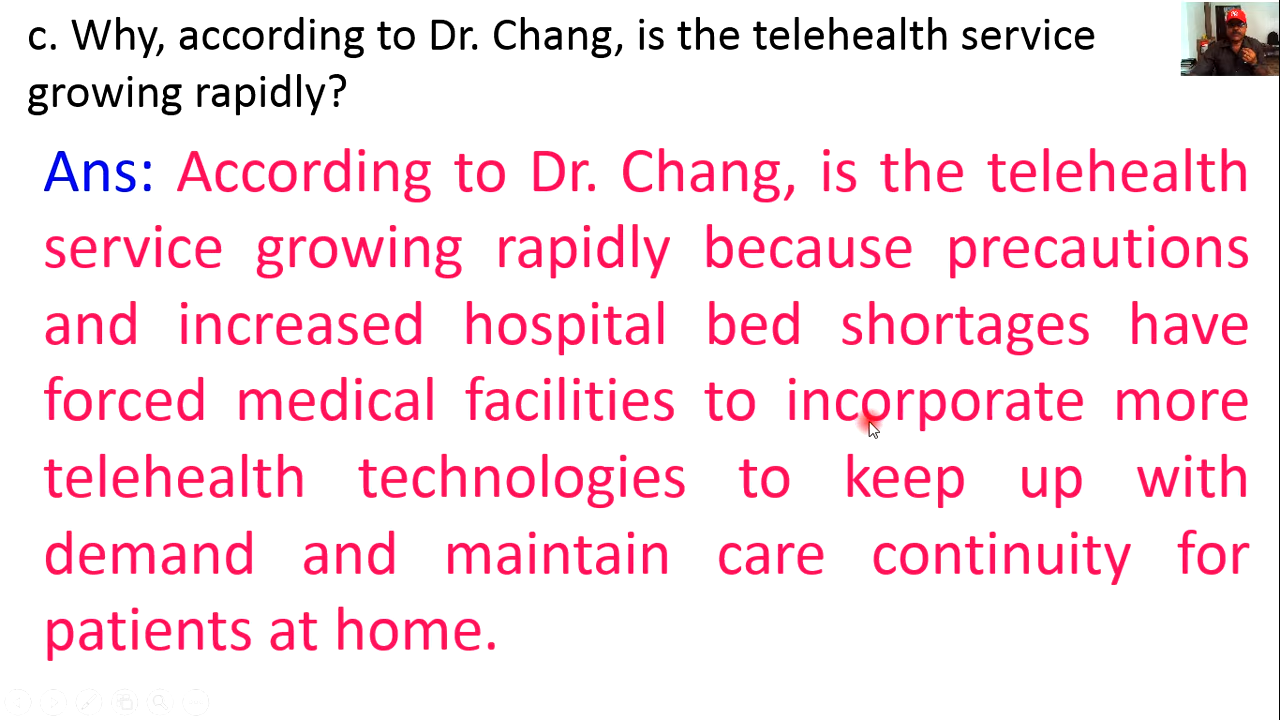 c. Why, according to Dr. Chang, is the telehealth service
growing rapidly?
Ans: According to Dr. Chang, is the telehealth
service growing rapidly because precautions
and increased hospital bed shortages have
forced medical facilities to incorporate more
telehealth technologies to keep up with
demand and maintain care continuity for
patients at home.